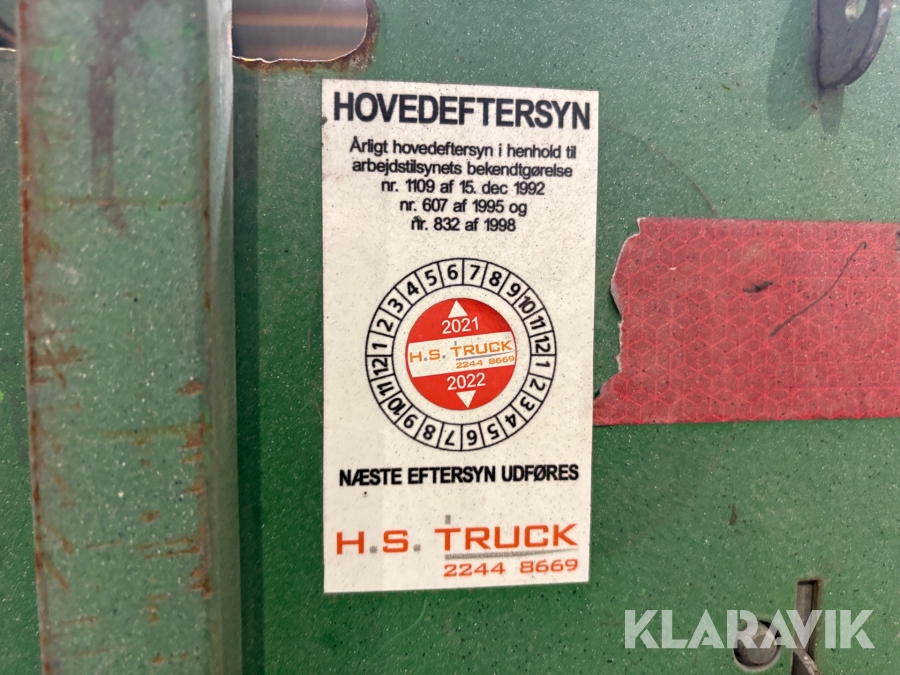 HOVEDEFTERSYN
Årligt hovedeftersyn i henhold til
arbejdstilsynets bekendtgørelse
nr. 1109 af 15. dec 1992
nr. 607 af 1995 og
nr. 832 af 1998
1 2 3 4 5 6 7 8 9 10 11 12
2021
H.S. TRUCK
2244 8669
2022
1 2 3 4 5 6 7 8 9 10 11 12
NÆSTE EFTERSYN UDFØRES
H.S. TRUCK
2244 8669
KLARAVIK